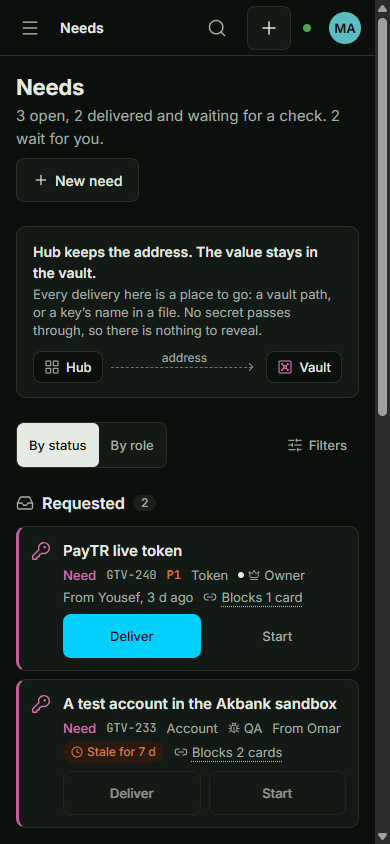 Needs
MA
Needs
3 open, 2 delivered and waiting for a check. 2
wait for you.
New need
Hub keeps the address. The value stays in
the vault.
Every delivery here is a place to go: a vault path,
or a key's name in a file. No secret passes
through, so there is nothing to reveal.
Hub address Vault
By status By role Filters
Requested 2
PayTR live token
Need GTV-240 P1 Token Owner
From Yousef, 3 d ago Blocks 1 card
Deliver Start
A test account in the Akbank sandbox
Need GTV-233 Account QA From Omar
Stale for 7 d Blocks 2 cards
Deliver Start